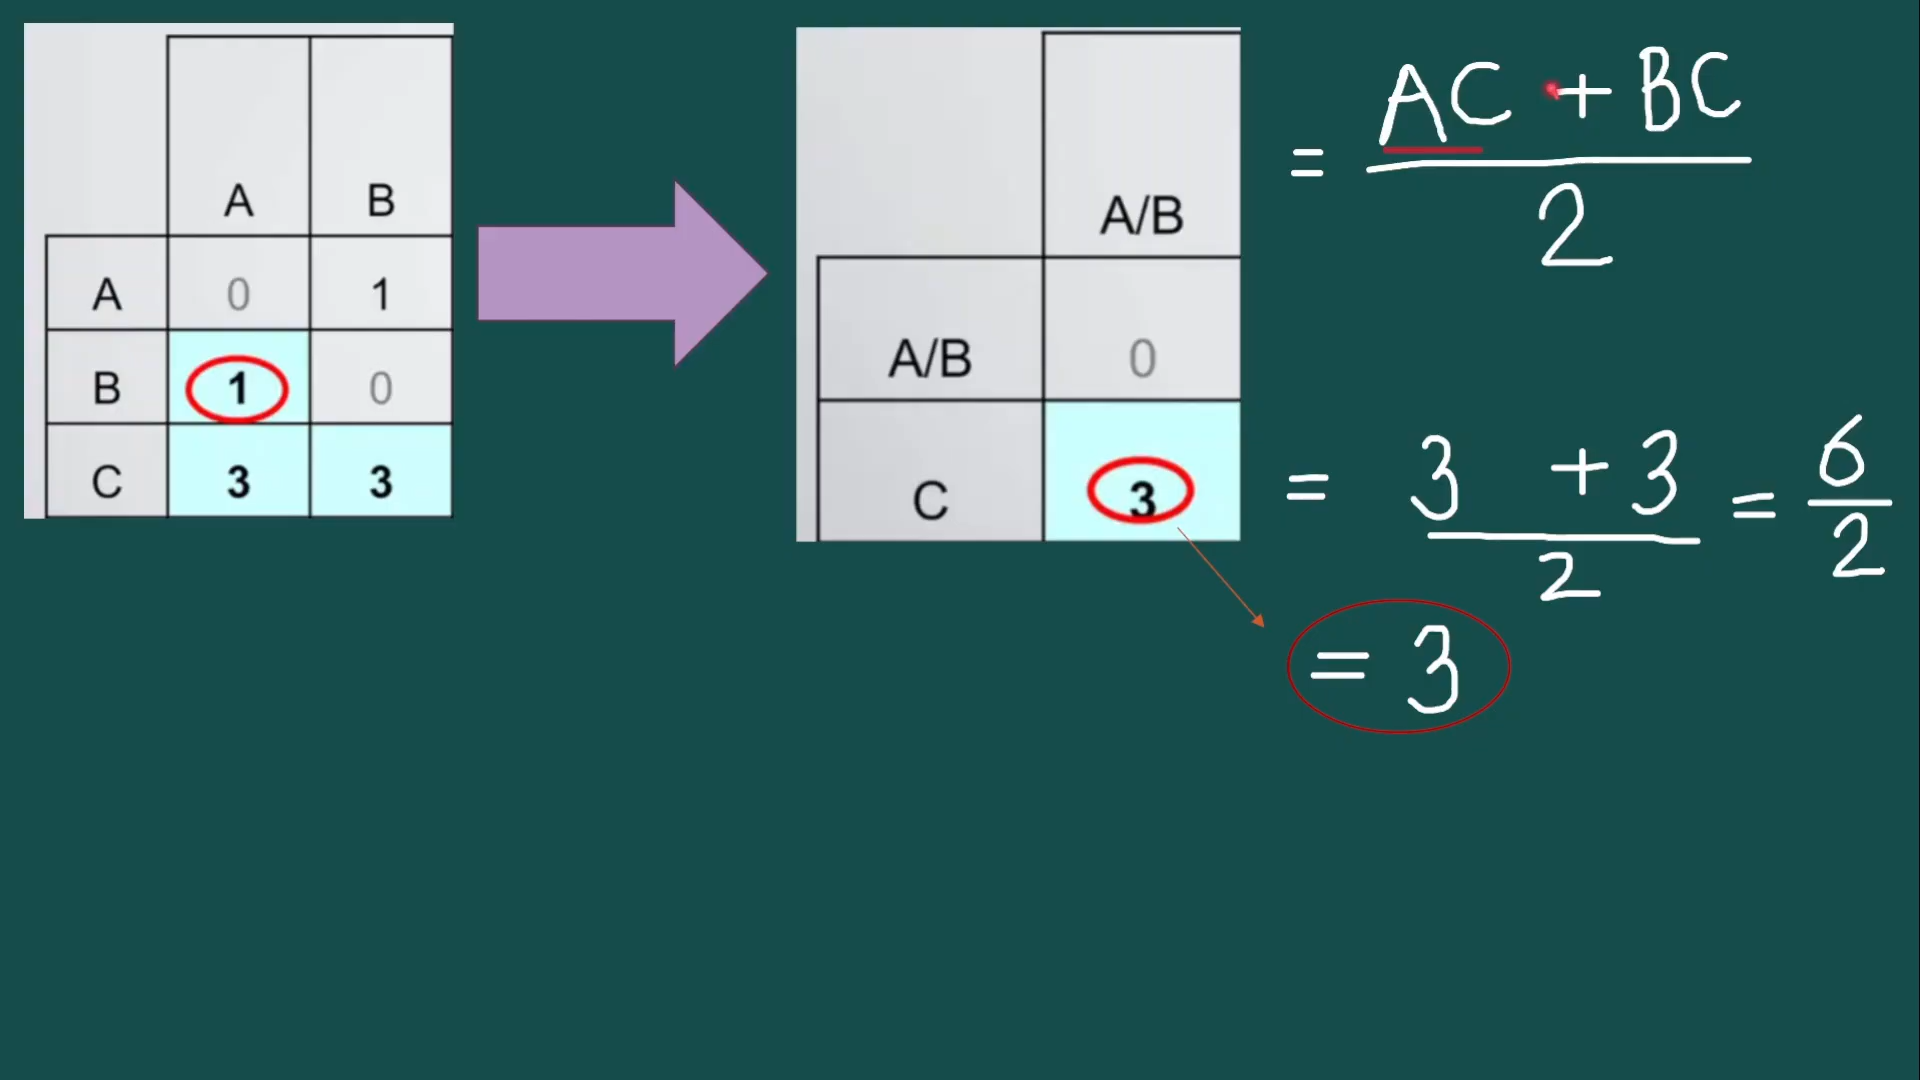 A B
A 0 1
B 1 0
C 3 3
A/B
A/B 0
C 3
= AC + BC
2
= 3 + 3 = 6
2 2
= 3